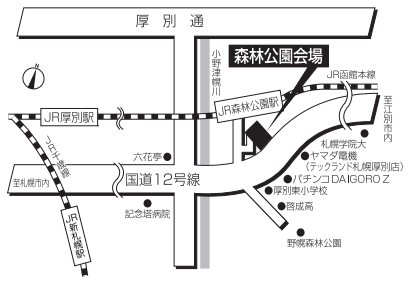 厚別通
小野津幌川
森林公園会場
JR函館本線
JR森林公園駅
JR厚別駅
至江別市内
札幌学院大
ヤマダ電機
(テックランド札幌厚別店)
パチンコDAIGORO Z
厚別東小学校
啓成高
野幌森林公園
六花亭
JR千歳線
至札幌市内
国道12号線
記念塔病院
JR新札幌駅